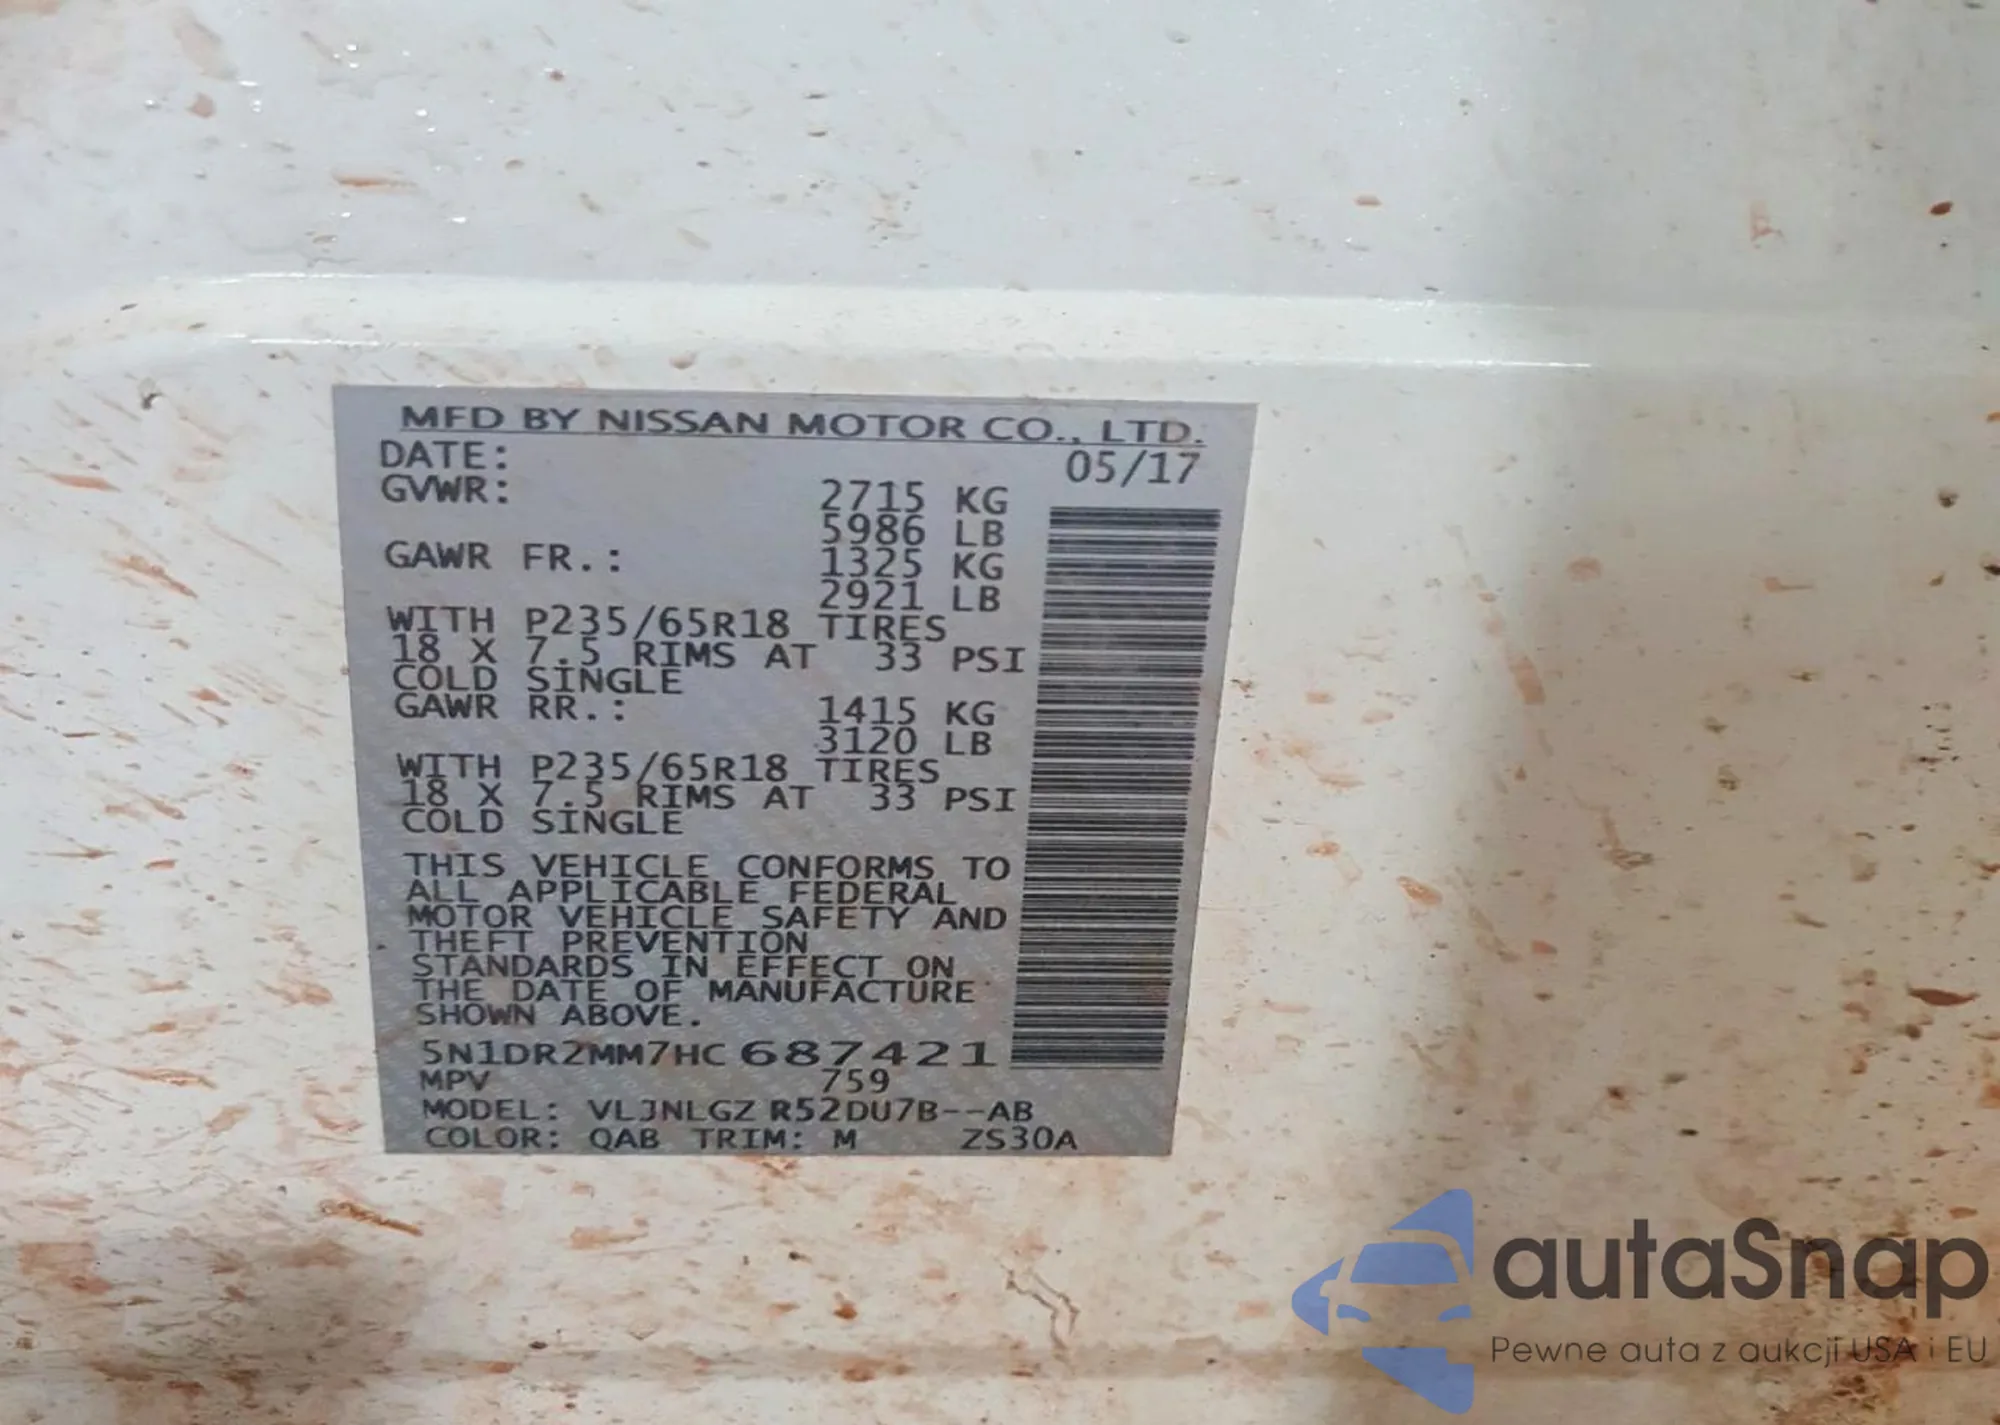 MFD BY NISSAN MOTOR CO., LTD.
DATE: 05/17
GVWR: 2715 KG
5986 LB
GAWR FR.: 1325 KG
2921 LB
WITH P235/65R18 TIRES
18 X 7.5 RIMS AT 33 PSI
COLD SINGLE
GAWR RR.: 1415 KG
3120 LB
WITH P235/65R18 TIRES
18 X 7.5 RIMS AT 33 PSI
COLD SINGLE
THIS VEHICLE CONFORMS TO
ALL APPLICABLE FEDERAL
MOTOR VEHICLE SAFETY AND
THEFT PREVENTION
STANDARDS IN EFFECT ON
THE DATE OF MANUFACTURE
SHOWN ABOVE.
5N1DR2MM7HC687421
MPV 759
MODEL: VLJNLGZ R52DU7B--AB
COLOR: QAB TRIM: M ZS30A
autaSnap
Pewne auta z aukcji USA i EU